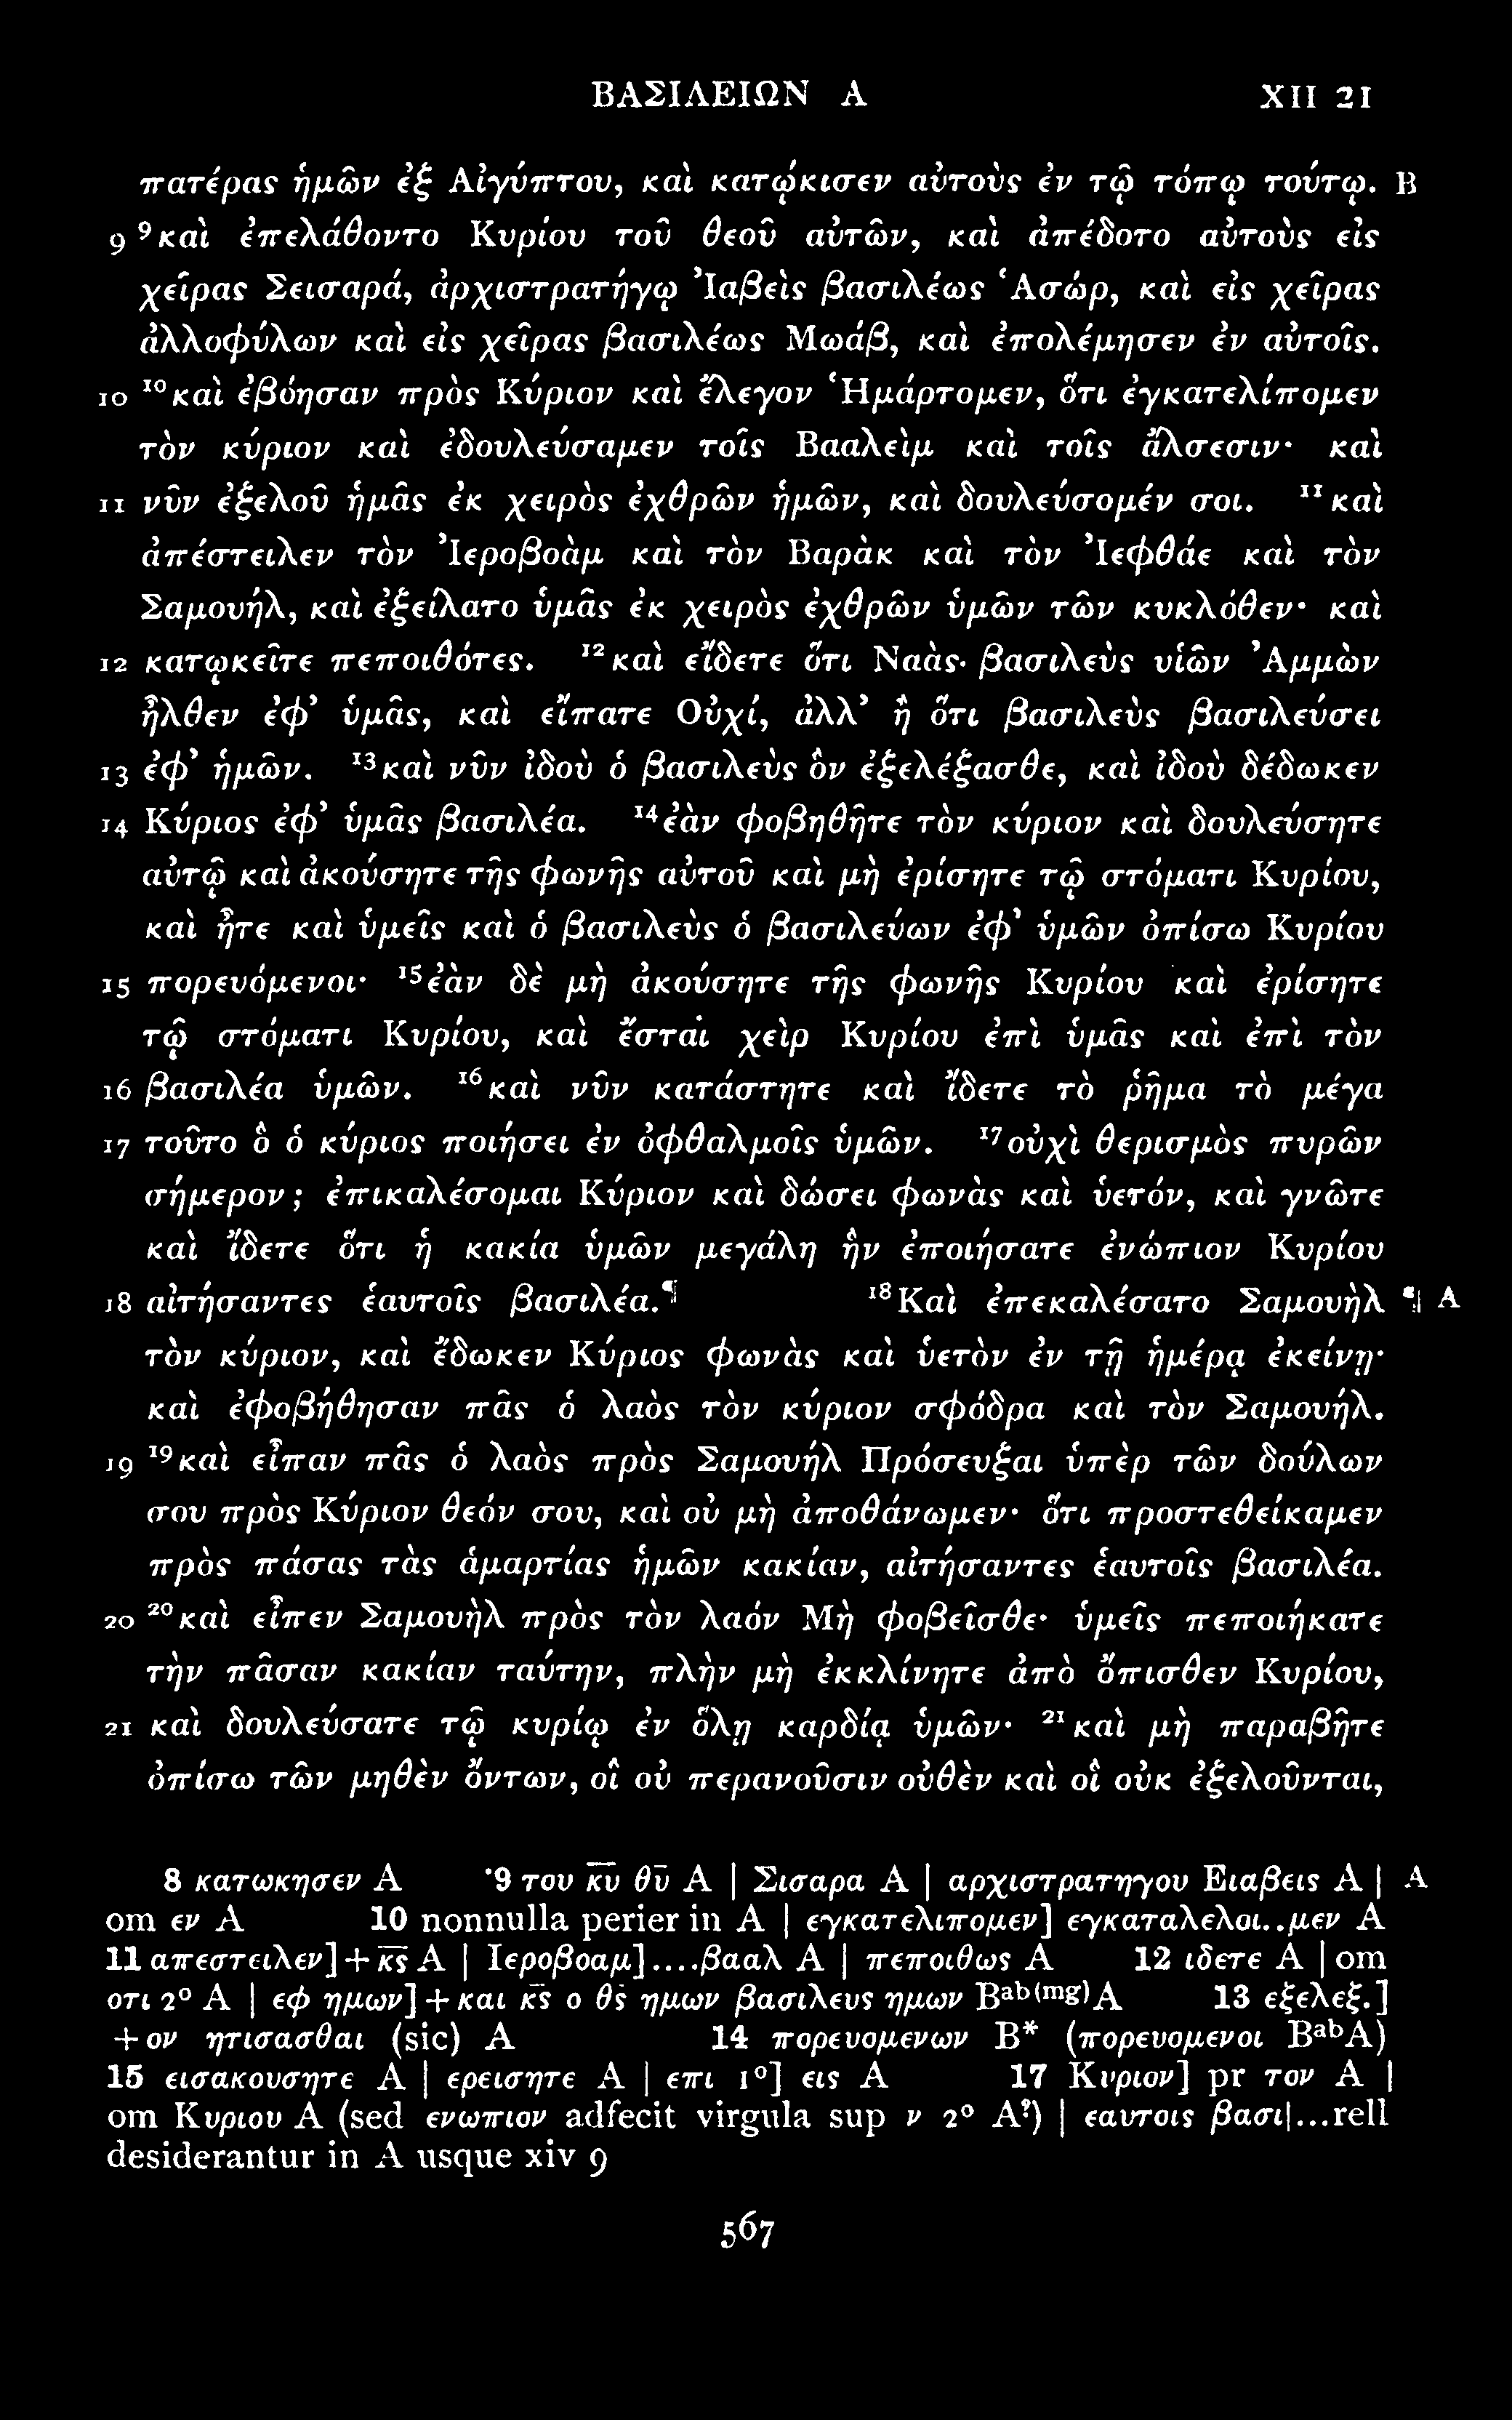 ΒΑΣΙΛΕΙΩΝ Α XII 21
πατέρας ἡμῶν ἐξ Αἰγύπτου, καὶ κατῴκισεν αὐτοὺς ἐν τῷ τόπῳ τούτῳ. B
9 ⁹καὶ ἐπελάθοντο Κυρίου τοῦ θεοῦ αὐτῶν, καὶ ἀπέδοτο αὐτοὺς εἰς
χεῖρας Σεισαρά, ἀρχιστρατήγῳ Ἰαβεὶς βασιλέως Ἁσώρ, καὶ εἰς χεῖρας
ἀλλοφύλων καὶ εἰς χεῖρας βασιλέως Μωάβ, καὶ ἐπολέμησεν ἐν αὐτοῖς.
10 ¹⁰καὶ ἐβόησαν πρὸς Κύριον καὶ ἔλεγον Ἡμάρτομεν, ὅτι ἐγκατελίπομεν
τὸν κύριον καὶ ἐδουλεύσαμεν τοῖς Βααλεὶμ καὶ τοῖς ἄλσεσιν· καὶ
11 νῦν ἐξελοῦ ἡμᾶς ἐκ χειρὸς ἐχθρῶν ἡμῶν, καὶ δουλεύσομέν σοι. ¹¹καὶ
ἀπέστειλεν τὸν Ἰεροβοὰμ καὶ τὸν Βαρὰκ καὶ τὸν Ἰεφθάε καὶ τὸν
Σαμουήλ, καὶ ἐξείλατο ὑμᾶς ἐκ χειρὸς ἐχθρῶν ὑμῶν τῶν κυκλόθεν· καὶ
12 κατῳκεῖτε πεποιθότες. ¹²καὶ εἴδετε ὅτι Ναὰς βασιλεὺς υἱῶν Ἀμμὼν
ἦλθεν ἐφ’ ὑμᾶς, καὶ εἴπατε Οὐχί, ἀλλ’ ἢ ὅτι βασιλεὺς βασιλεύσει
13 ἐφ’ ἡμῶν. ¹³καὶ νῦν ἰδοὺ ὁ βασιλεὺς ὃν ἐξελέξασθε, καὶ ἰδοὺ δέδωκεν
14 Κύριος ἐφ’ ὑμᾶς βασιλέα. ¹⁴ἐὰν φοβηθῆτε τὸν κύριον καὶ δουλεύσητε
αὐτῷ καὶ ἀκούσητε τῆς φωνῆς αὐτοῦ καὶ μὴ ἐρίσητε τῷ στόματι Κυρίου,
καὶ ἦτε καὶ ὑμεῖς καὶ ὁ βασιλεὺς ὁ βασιλεύων ἐφ’ ὑμῶν ὀπίσω Κυρίου
15 πορευόμενοι· ¹⁵ἐὰν δὲ μὴ ἀκούσητε τῆς φωνῆς Κυρίου καὶ ἐρίσητε
τῷ στόματι Κυρίου, καὶ ἔσται χεὶρ Κυρίου ἐπὶ ὑμᾶς καὶ ἐπὶ τὸν
16 βασιλέα ὑμῶν. ¹⁶καὶ νῦν κατάστητε καὶ ἴδετε τὸ ῥῆμα τὸ μέγα
17 τοῦτο ὃ ὁ κύριος ποιήσει ἐν ὀφθαλμοῖς ὑμῶν. ¹⁷οὐχὶ θερισμὸς πυρῶν
σήμερον; ἐπικαλέσομαι Κύριον καὶ δώσει φωνὰς καὶ ὑετόν, καὶ γνῶτε
καὶ ἴδετε ὅτι ἡ κακία ὑμῶν μεγάλη ἣν ἐποιήσατε ἐνώπιον Κυρίου
18 αἰτήσαντες ἑαυτοῖς βασιλέα.¶ ¹⁸Καὶ ἐπεκαλέσατο Σαμουὴλ ¶ A
τὸν κύριον, καὶ ἔδωκεν Κύριος φωνὰς καὶ ὑετὸν ἐν τῇ ἡμέρᾳ ἐκείνῃ·
καὶ ἐφοβήθησαν πᾶς ὁ λαὸς τὸν κύριον σφόδρα καὶ τὸν Σαμουήλ.
19 ¹⁹καὶ εἶπαν πᾶς ὁ λαὸς πρὸς Σαμουήλ Πρόσευξαι ὑπὲρ τῶν δούλων
σου πρὸς Κύριον θεόν σου, καὶ οὐ μὴ ἀποθάνωμεν· ὅτι προστεθείκαμεν
πρὸς πάσας τὰς ἁμαρτίας ἡμῶν κακίαν, αἰτήσαντες ἑαυτοῖς βασιλέα.
20 ²⁰καὶ εἶπεν Σαμουὴλ πρὸς τὸν λαόν Μὴ φοβεῖσθε· ὑμεῖς πεποιήκατε
τὴν πᾶσαν κακίαν ταύτην, πλὴν μὴ ἐκκλίνητε ἀπὸ ὄπισθεν Κυρίου,
21 καὶ δουλεύσατε τῷ κυρίῳ ἐν ὅλῃ καρδίᾳ ὑμῶν· ²¹καὶ μὴ παραβῆτε
ὀπίσω τῶν μηθὲν ὄντων, οἳ οὐ περανοῦσιν οὐθὲν καὶ οἳ οὐκ ἐξελοῦνται,
8 κατωκησεν A 9 του κ̅υ̅ θ̅υ̅ A | Σισαρα A | αρχιστρατηγου Ειαβεις A | A
om εν A 10 nonnulla perier in A | εγκατελιπομεν] εγκαταλελοι..μεν A
11 απεστειλεν]+κ̅ς̅ A | Ιεροβοαμ]....βααλ A | πεποιθως A 12 ιδετε A | om
οτι 2° A | εφ ημων]+και κ̅ς̅ ο θ̅ς̅ ημων βασιλευς ημων Bᵃᵇ⁽ᵐᵍ⁾A 13 εξελεξ.]
+ον ητισασθαι (sic) A 14 πορευομενων B* (πορευομενοι BᵃᵇA)
15 εισακουσητε A | ερεισητε A | επι 1°] εις A 17 Κυριον] pr τον A |
om Κυριου A (sed ενωπιον adfecit virgula sup ν 2° A?) | εαυτοις βασι|...rell
desiderantur in A usque xiv 9
567